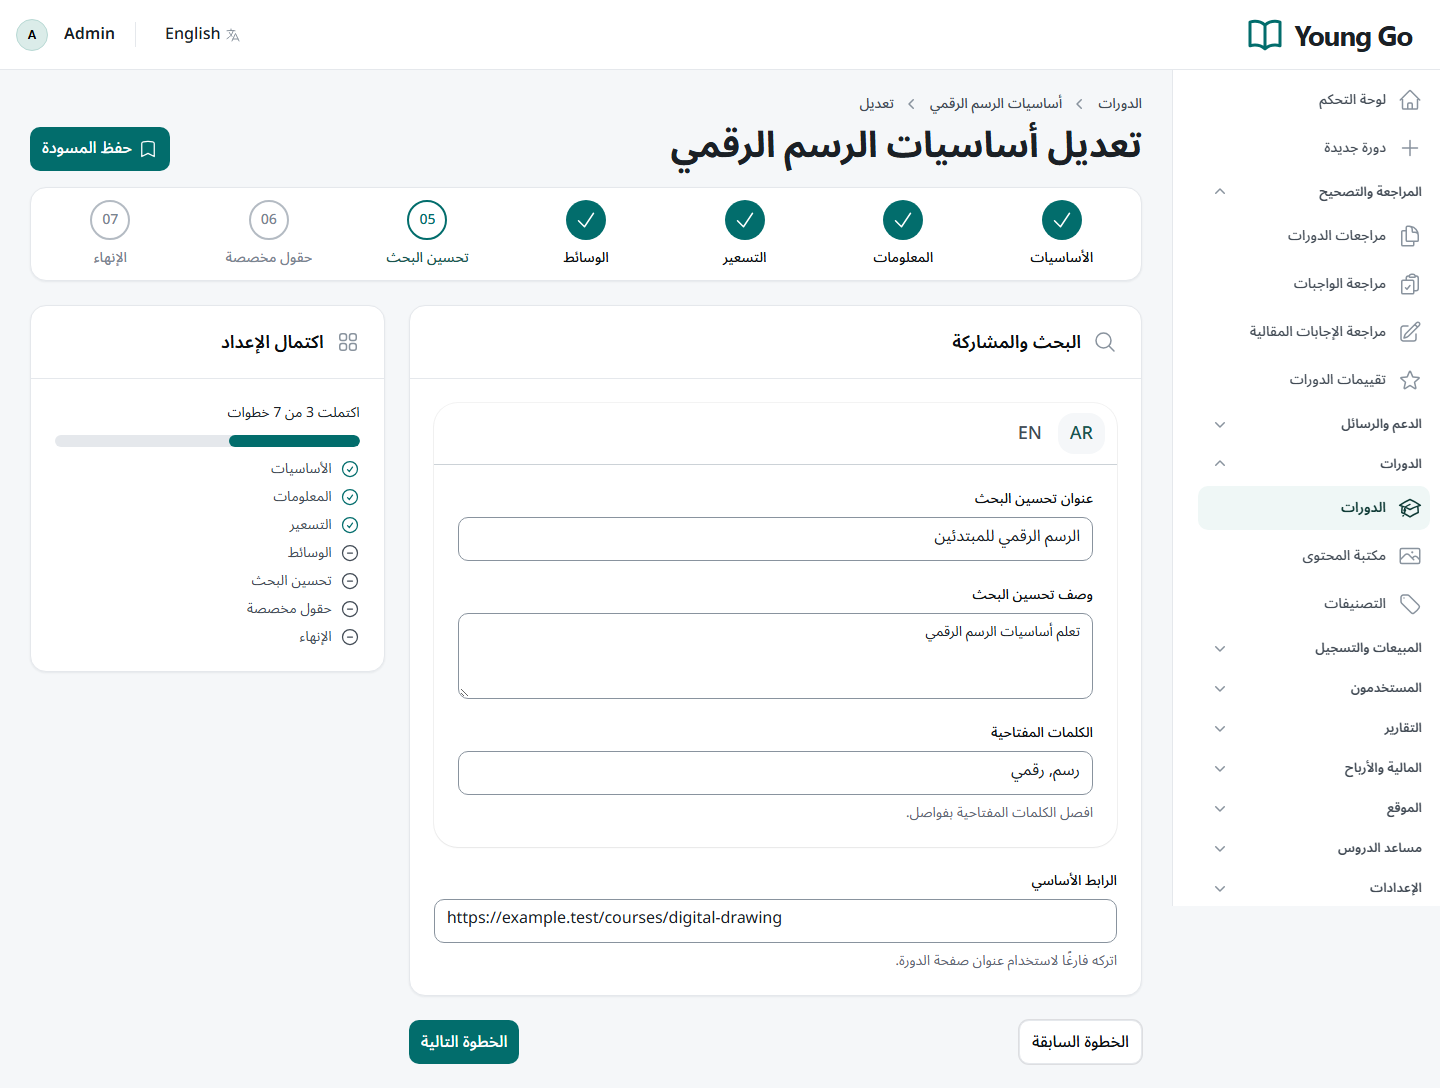 Young Go
English
Admin
A
لوحة التحكم
دورة جديدة
المراجعة والتصحيح
مراجعات الدورات
مراجعة الواجبات
مراجعة الإجابات المقالية
تقييمات الدورات
الدعم والرسائل
الدورات
الدورات
مكتبة المحتوى
التصنيفات
المبيعات والتسجيل
المستخدمون
التقارير
المالية والأرباح
الموقع
مساعد الدروس
الإعدادات
الدورات
أساسيات الرسم الرقمي
تعديل
تعديل أساسيات الرسم الرقمي
حفظ المسودة
الأساسيات
المعلومات
التسعير
الوسائط
05
تحسين البحث
06
حقول مخصصة
07
الإنهاء
البحث والمشاركة
AR
EN
عنوان تحسين البحث
الرسم الرقمي للمبتدئين
وصف تحسين البحث
تعلم أساسيات الرسم الرقمي
الكلمات المفتاحية
رسم, رقمي
افصل الكلمات المفتاحية بفواصل.
الرابط الأساسي
https://example.test/courses/digital-drawing
اتركه فارغًا لاستخدام عنوان صفحة الدورة.
الخطوة السابقة
الخطوة التالية
اكتمال الإعداد
اكتملت 3 من 7 خطوات
الأساسيات
المعلومات
التسعير
الوسائط
تحسين البحث
حقول مخصصة
الإنهاء